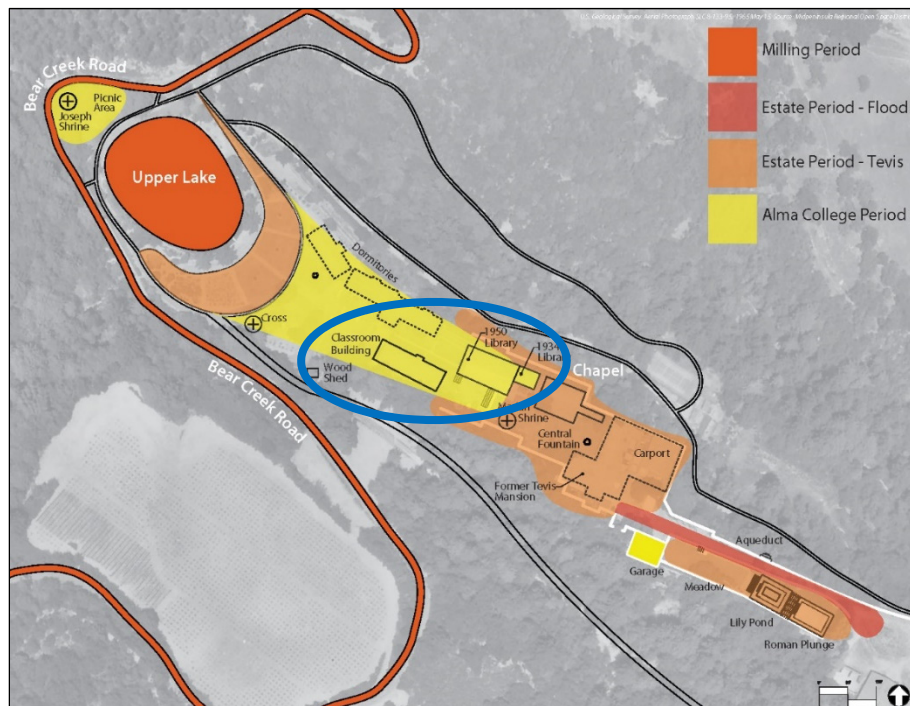 Milling Period
Estate Period - Flood
Estate Period - Tevis
Alma College Period
Bear Creek Road
Picnic
Area
Joseph
Shrine
Upper Lake
Dormitories
Cross
Classroom
Building
1950
Library
1934
Wood
Shed
Chapel
Shrine
Bear Creek Road
Central
Fountain
Carport
Former Tevis
Mansion
Aqueduct
Garage
Meadow
Lily Pond
Roman Plunge